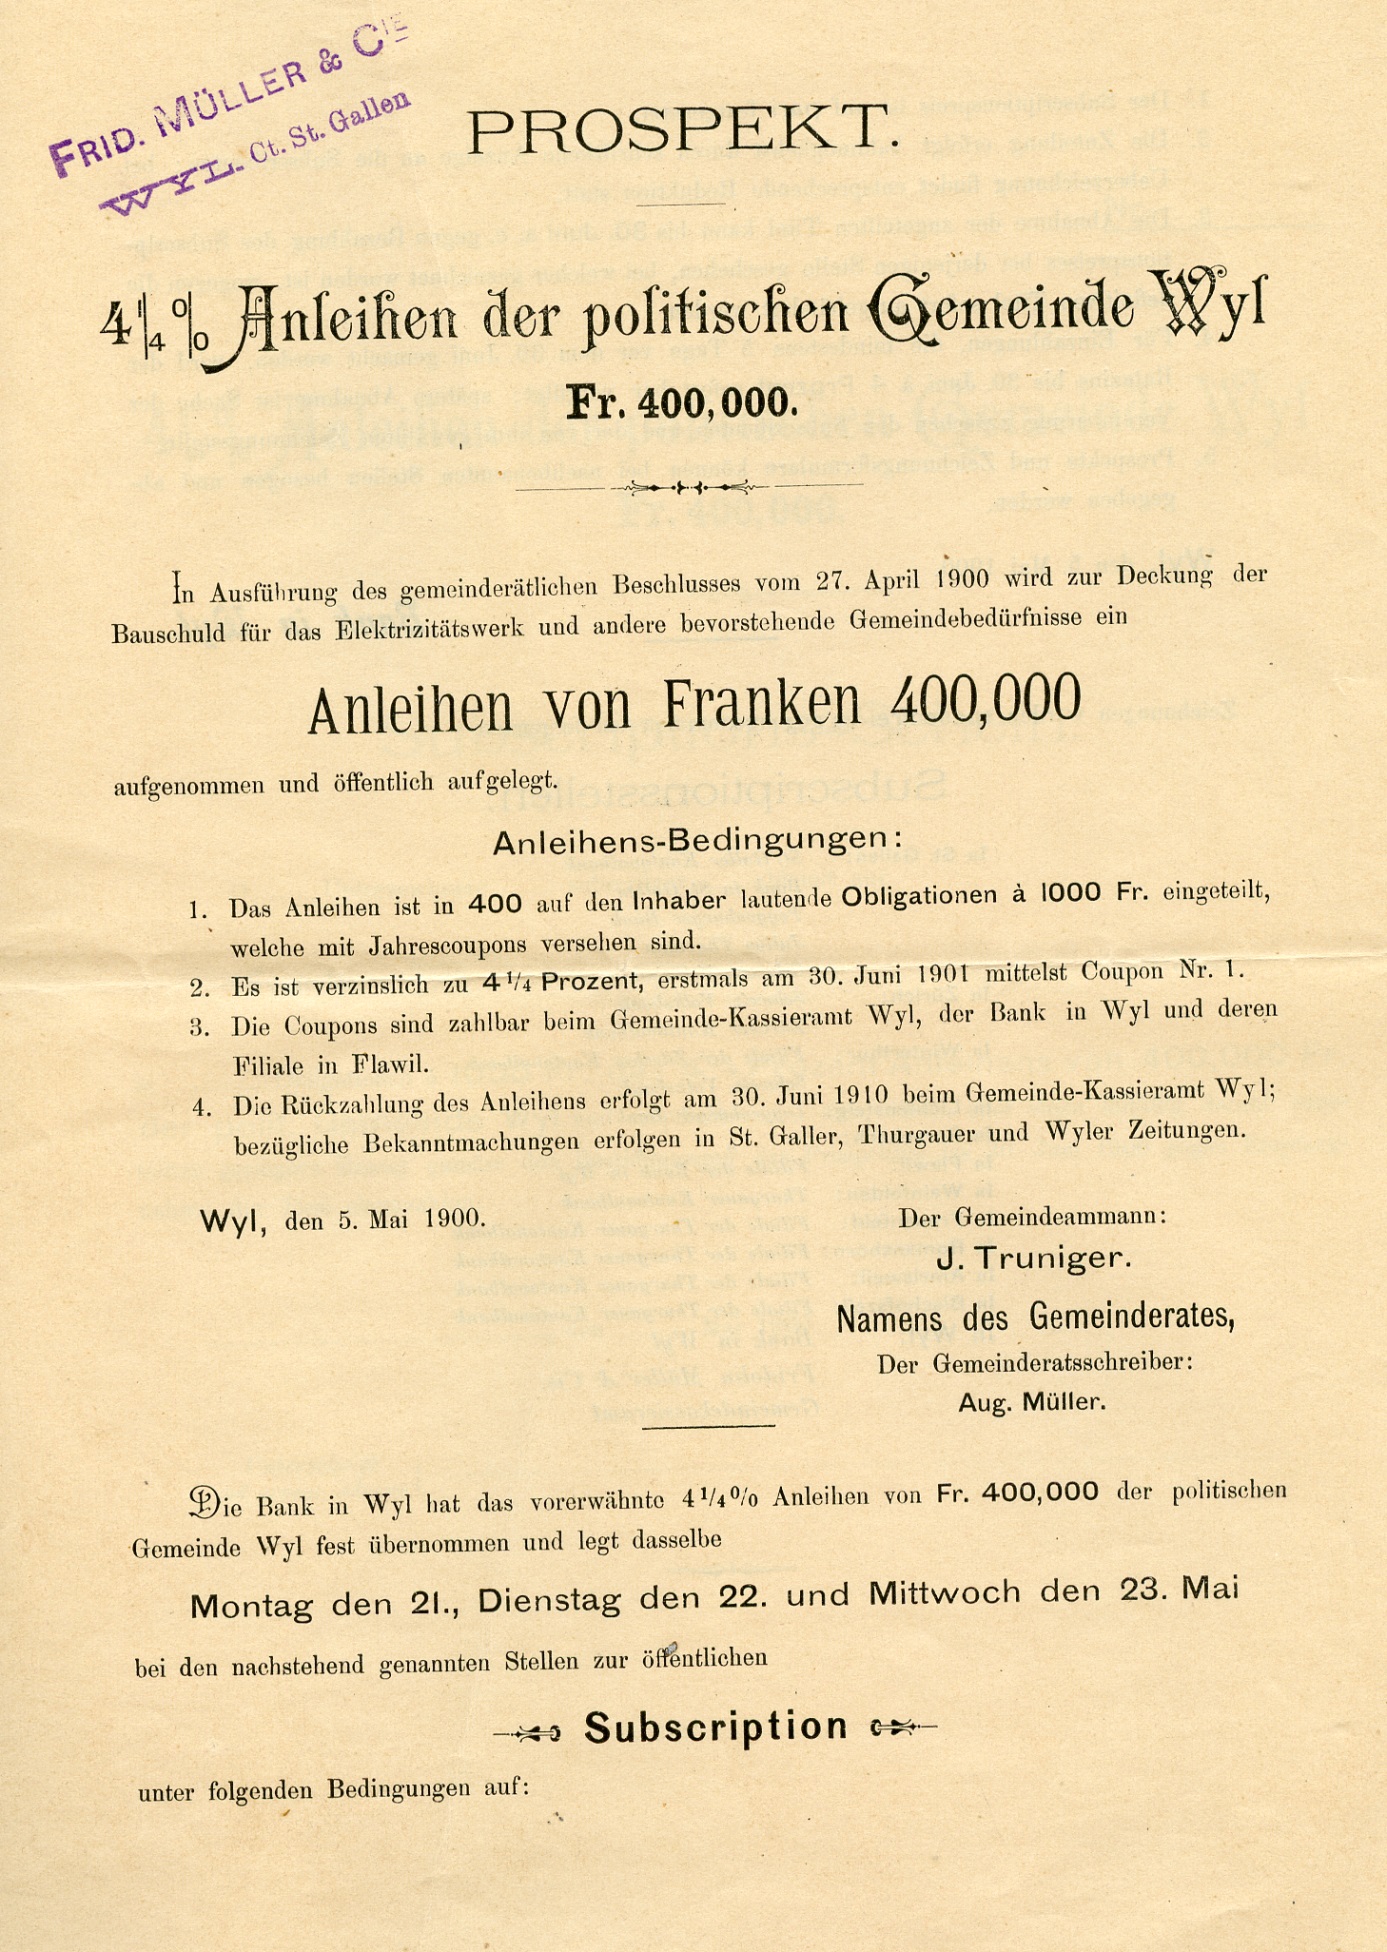 FRID. MÜLLER & CIE
WYL. Ct. St. Gallen
PROSPEKT.
4¼% Anleihen der politischen Gemeinde Wyl
Fr. 400,000.
In Ausführung des gemeinderätlichen Beschlusses vom 27. April 1900 wird zur Deckung der
Bauschuld für das Elektrizitätswerk und andere bevorstehende Gemeindebedürfnisse ein
Anleihen von Franken 400,000
aufgenommen und öffentlich aufgelegt.
Anleihens-Bedingungen:
1. Das Anleihen ist in 400 auf den Inhaber lautende Obligationen à 1000 Fr. eingeteilt,
welche mit Jahrescoupons versehen sind.
2. Es ist verzinslich zu 4¼ Prozent, erstmals am 30. Juni 1901 mittelst Coupon Nr. 1.
3. Die Coupons sind zahlbar beim Gemeinde-Kassieramt Wyl, der Bank in Wyl und deren
Filiale in Flawil.
4. Die Rückzahlung des Anleihens erfolgt am 30. Juni 1910 beim Gemeinde-Kassieramt Wyl;
bezügliche Bekanntmachungen erfolgen in St. Galler, Thurgauer und Wyler Zeitungen.
Wyl, den 5. Mai 1900.
Der Gemeindeammann:
J. Truniger.
Namens des Gemeinderates,
Der Gemeinderatsschreiber:
Aug. Müller.
Die Bank in Wyl hat das vorerwähnte 4¼% Anleihen von Fr. 400,000 der politischen
Gemeinde Wyl fest übernommen und legt dasselbe
Montag den 21., Dienstag den 22. und Mittwoch den 23. Mai
bei den nachstehend genannten Stellen zur öffentlichen
Subscription
unter folgenden Bedingungen auf: